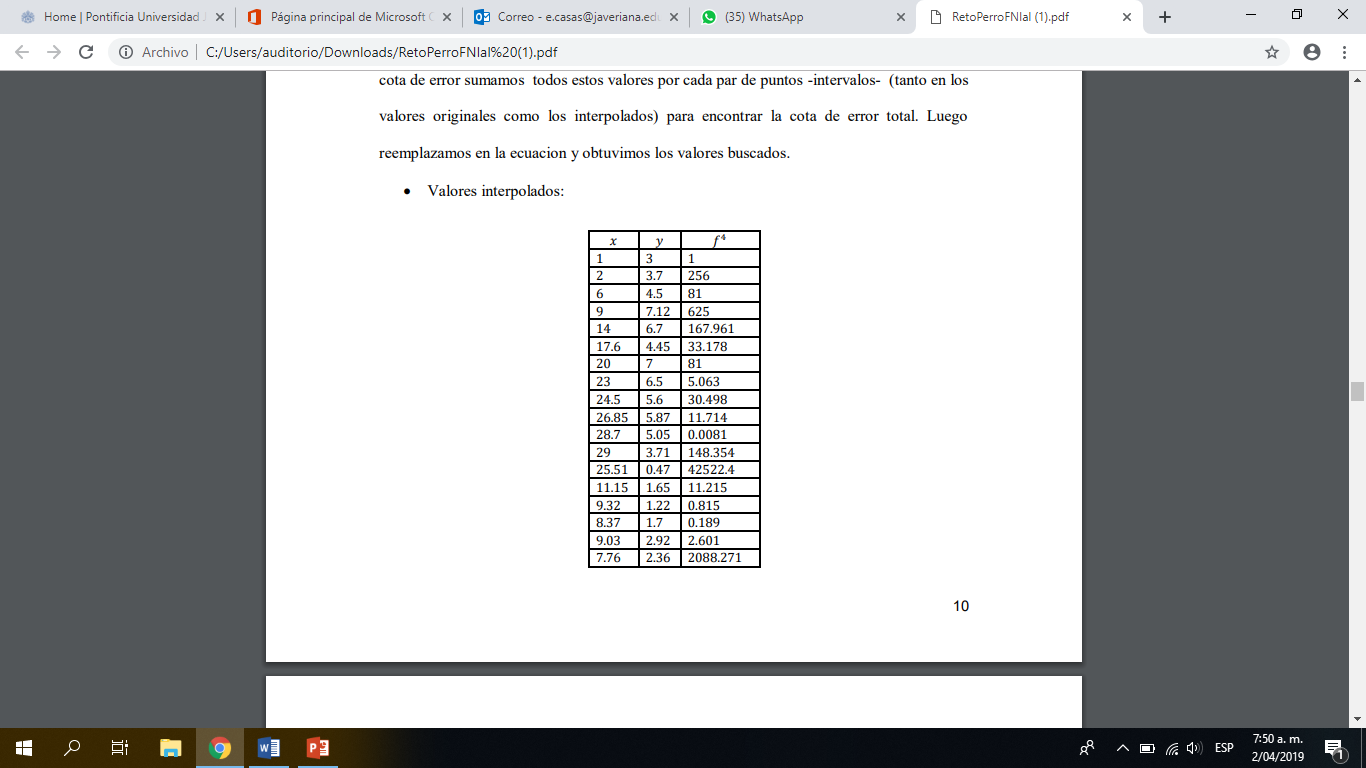 Home | Pontificia Universidad J
Página principal de Microsoft O
Correo - e.casas@javeriana.edu
(35) WhatsApp
RetoPerroFNIal (1).pdf
Archivo | C:/Users/auditorio/Downloads/RetoPerroFNIal%20(1).pdf
cota de error sumamos todos estos valores por cada par de puntos -intervalos- (tanto en los
valores originales como los interpolados) para encontrar la cota de error total. Luego
reemplazamos en la ecuacion y obtuvimos los valores buscados.
• Valores interpolados:
x y f⁴
1 3 1
2 3.7 256
6 4.5 81
9 7.12 625
14 6.7 167.961
17.6 4.45 33.178
20 7 81
23 6.5 5.063
24.5 5.6 30.498
26.85 5.87 11.714
28.7 5.05 0.0081
29 3.71 148.354
25.51 0.47 42522.4
11.15 1.65 11.215
9.32 1.22 0.815
8.37 1.7 0.189
9.03 2.92 2.601
7.76 2.36 2088.271
10
ESP
7:50 a. m.
2/04/2019
1